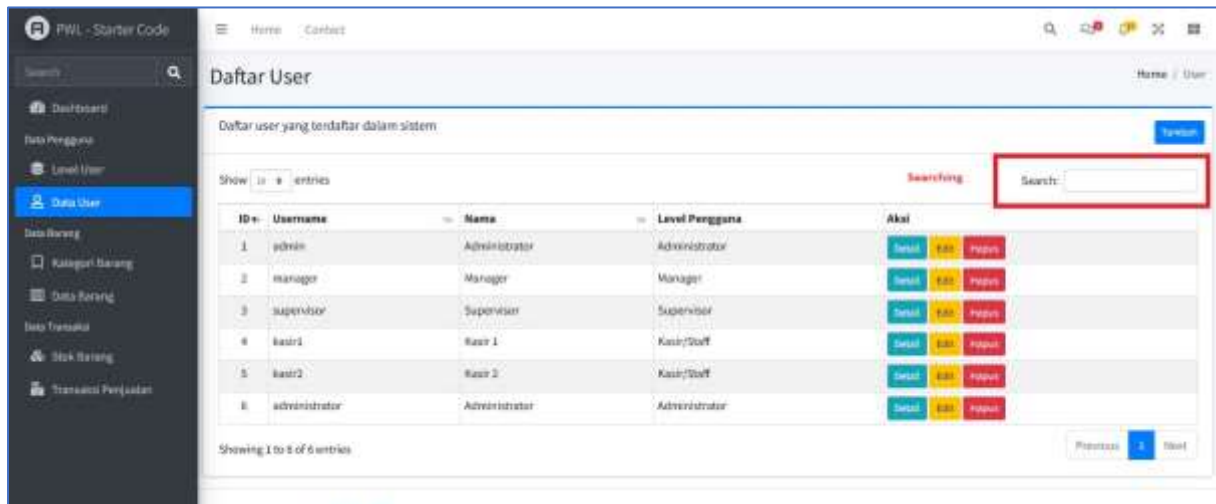 PWL - Starter Code
Home Contact
Search
Daftar User
Home / User
Dashboard
Daftar user yang terdaftar dalam sistem
Tambah
Data Pengguna
Level User
Show 10 entries
Searching
Search:
Data User
ID Username Nama Level Pengguna Aksi
Data Barang
1 admin Administrator Administrator Detail Edit Hapus
Kategori Barang
2 manager Manager Manager Detail Edit Hapus
Data Barang
3 supervisor Supervisor Supervisor Detail Edit Hapus
Data Transaksi
4 kasir1 Kasir 1 Kasir/Staff Detail Edit Hapus
Stok Barang
5 kasir2 Kasir 2 Kasir/Staff Detail Edit Hapus
Transaksi Penjualan
6 administrator Administrator Administrator Detail Edit Hapus
Showing 1 to 6 of 6 entries
Previous 1 Next